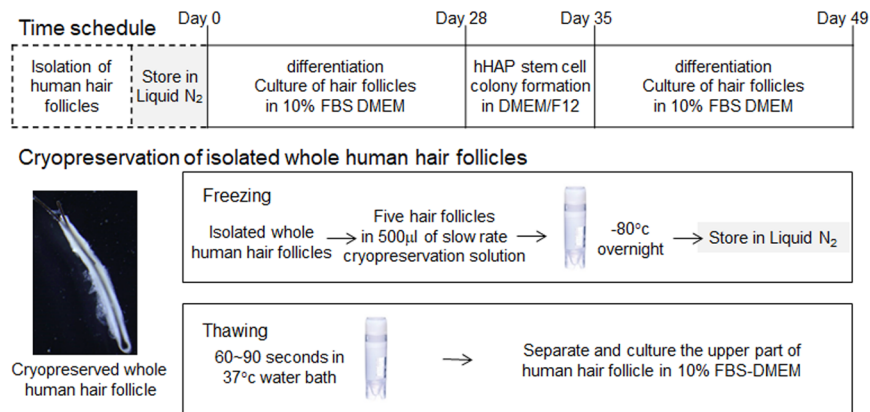 Time schedule
Day 0
Day 28
Day 35
Day 49
Isolation of
human hair
follicles
Store in
Liquid N₂
differentiation
Culture of hair follicles
in 10% FBS DMEM
hHAP stem cell
colony formation
in DMEM/F12
differentiation
Culture of hair follicles
in 10% FBS DMEM
Cryopreservation of isolated whole human hair follicles
Cryopreserved whole
human hair follicle
Freezing
Isolated whole
human hair follicles
Five hair follicles
in 500μl of slow rate
cryopreservation solution
-80°c
overnight
Store in Liquid N₂
Thawing
60~90 seconds in
37°c water bath
Separate and culture the upper part of
human hair follicle in 10% FBS-DMEM